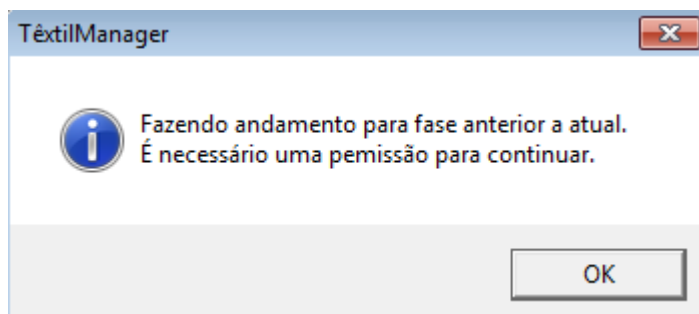 TêxtilManager
Fazendo andamento para fase anterior a atual.
É necessário uma pemissão para continuar.
OK